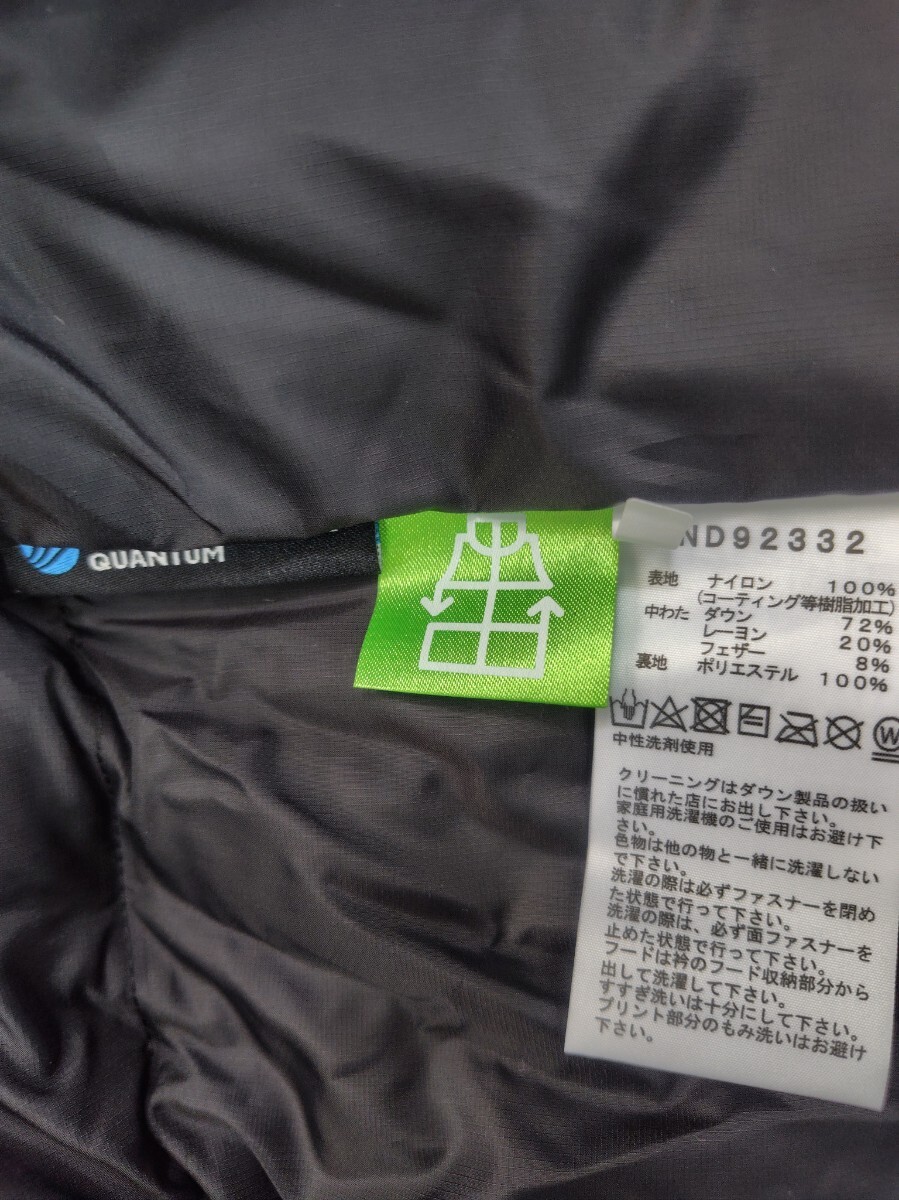 QUANTUM
ND92332
表地 ナイロン 100%
(コーティング等樹脂加工)
中わた ダウン 72%
レーヨン 20%
フェザー 8%
裏地 ポリエステル 100%
W
中性洗剤使用
クリーニングはダウン製品の扱い
に慣れた店にお出し下さい。
家庭用洗濯機のご使用はお避け下
さい。
色物は他の物と一緒に洗濯しない
で下さい。
洗濯の際は必ずファスナーを閉め
た状態で行って下さい。
洗濯の際は、必ず面ファスナーを
止めた状態で行って下さい。
フードは衿のフード収納部分から
出して洗濯して下さい。
すすぎ洗いは十分にして下さい。
プリント部分のもみ洗いはお避け
下さい。